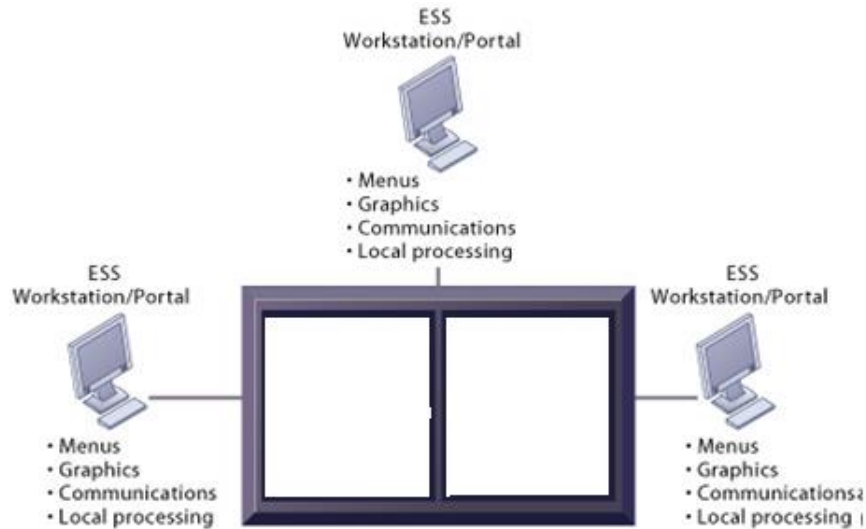 ESS
Workstation/Portal
• Menus
• Graphics
• Communications
• Local processing
ESS
Workstation/Portal
• Menus
• Graphics
• Communications
• Local processing
ESS
Workstation/Portal
• Menus
• Graphics
• Communications
• Local processing